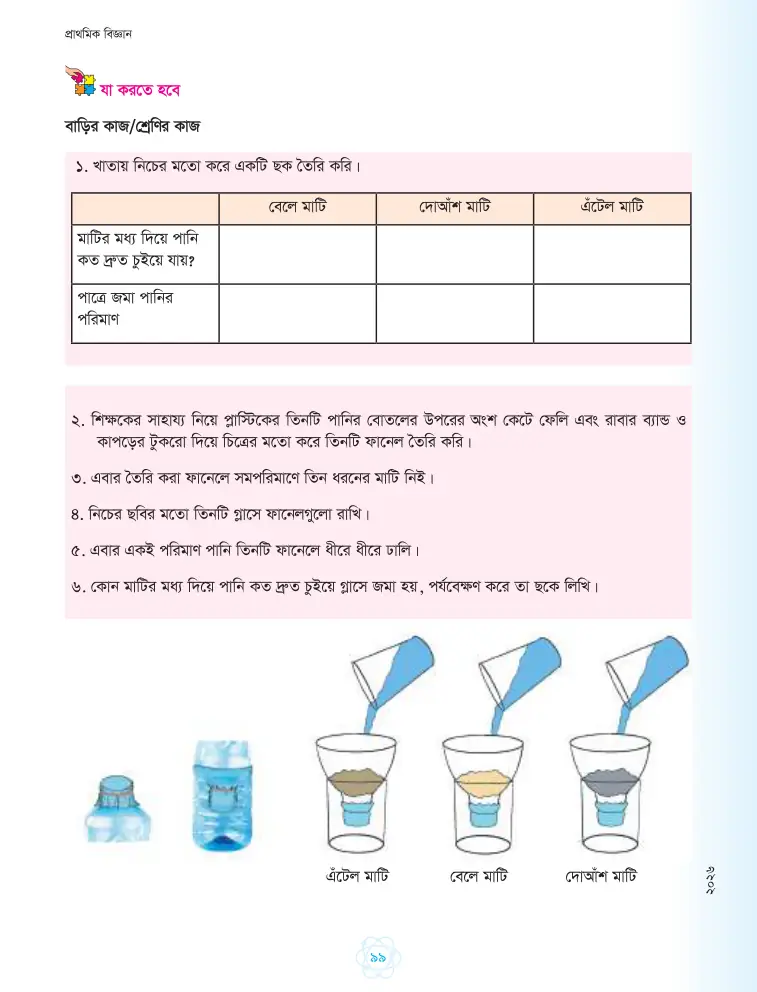 প্রাথমিক বিজ্ঞান
যা করতে হবে
বাড়ির কাজ/শ্রেণির কাজ
১. খাতায় নিচের মতো করে একটি ছক তৈরি করি।
বেলে মাটি দোআঁশ মাটি এঁটেল মাটি
মাটির মধ্য দিয়ে পানি
কত দ্রুত চুইয়ে যায়?
পাত্রে জমা পানির
পরিমাণ
২. শিক্ষকের সাহায্য নিয়ে প্লাস্টিকের তিনটি পানির বোতলের উপরের অংশ কেটে ফেলি এবং রাবার ব্যান্ড ও
কাপড়ের টুকরো দিয়ে চিত্রের মতো করে তিনটি ফানেল তৈরি করি।
৩. এবার তৈরি করা ফানেলে সমপরিমাণে তিন ধরনের মাটি নিই।
৪. নিচের ছবির মতো তিনটি গ্লাসে ফানেলগুলো রাখি।
৫. এবার একই পরিমাণ পানি তিনটি ফানেলে ধীরে ধীরে ঢালি।
৬. কোন মাটির মধ্য দিয়ে পানি কত দ্রুত চুইয়ে গ্লাসে জমা হয়, পর্যবেক্ষণ করে তা ছকে লিখি।
এঁটেল মাটি বেলে মাটি দোআঁশ মাটি
২০২৬
৯৯